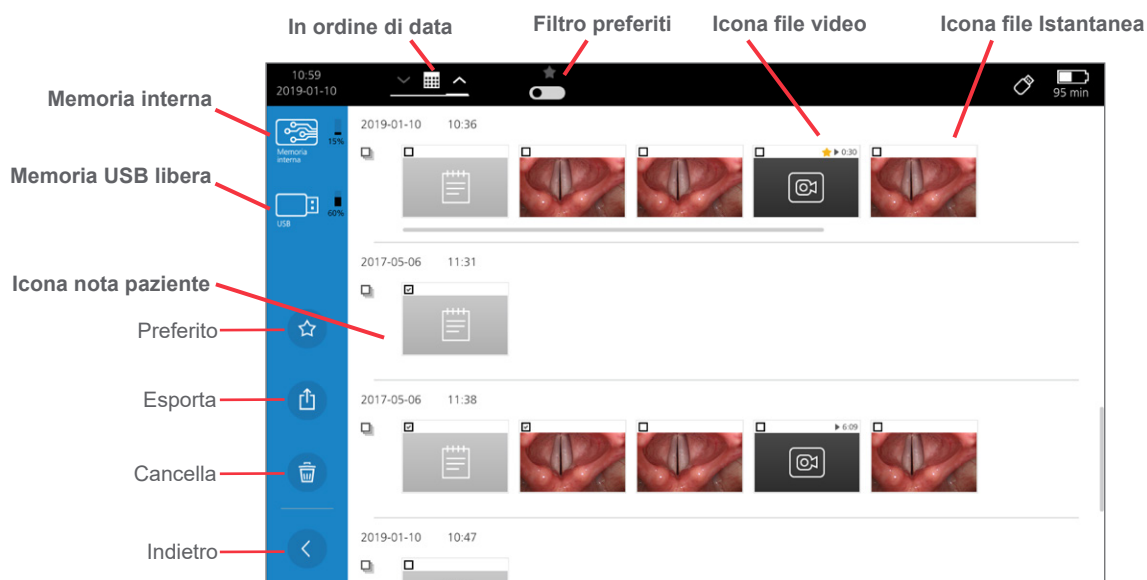 In ordine di data
Filtro preferiti
Icona file video
Icona file Istantanea
10:59
2019-01-10
95 min
Memoria interna
Memoria
interna
15%
Memoria USB libera
USB
60%
2019-01-10 10:36
0:30
Icona nota paziente
2017-05-06 11:31
Preferito
Esporta
2017-05-06 11:38
6:09
Cancella
Indietro
2019-01-10 10:47